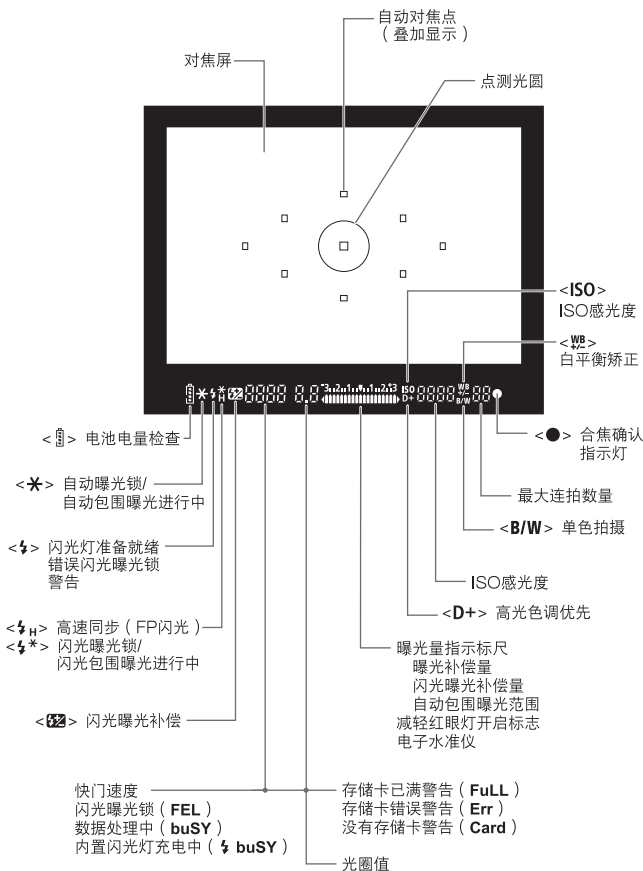 自动对焦点
（叠加显示）
对焦屏
点测光圆
<ISO>
ISO感光度
<WB +/->
白平衡矫正
3..2..1..▼..1..2..3 ISO WB +/-
H D+ B/W
<> 电池电量检查
<●> 合焦确认
指示灯
<✱> 自动曝光锁/
自动包围曝光进行中
最大连拍数量
<B/W> 单色拍摄
<⚡> 闪光灯准备就绪
错误闪光曝光锁
警告
ISO感光度
<D+> 高光色调优先
<⚡H> 高速同步（FP闪光）
<⚡*> 闪光曝光锁/
闪光包围曝光进行中
曝光量指示标尺
曝光补偿量
闪光曝光补偿量
自动包围曝光范围
减轻红眼灯开启标志
电子水准仪
<> 闪光曝光补偿
快门速度
闪光曝光锁（FEL）
数据处理中（buSY）
内置闪光灯充电中（⚡ buSY）
存储卡已满警告（FuLL）
存储卡错误警告（Err）
没有存储卡警告（Card）
光圈值